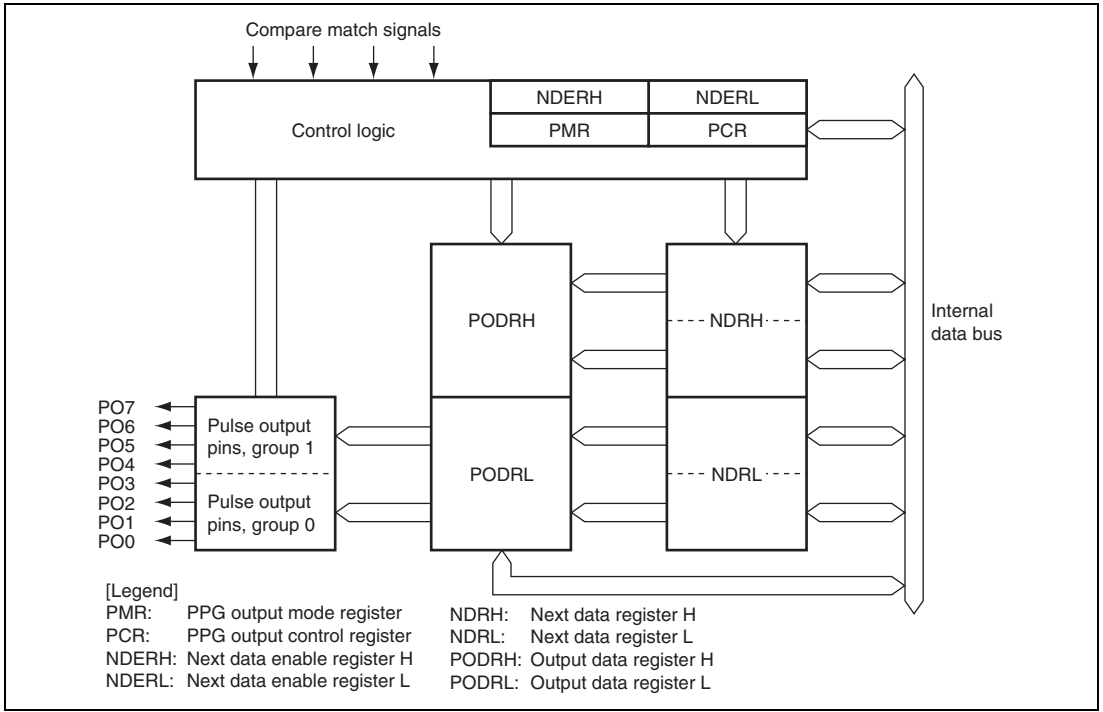 Compare match signals
NDERH
NDERL
Control logic
PMR
PCR
PODRH
NDRH
Internal
data bus
PO7
PO6
PO5
PO4
PO3
PO2
PO1
PO0
Pulse output
pins, group 1
Pulse output
pins, group 0
PODRL
NDRL
[Legend]
PMR: PPG output mode register
PCR: PPG output control register
NDERH: Next data enable register H
NDERL: Next data enable register L
NDRH: Next data register H
NDRL: Next data register L
PODRH: Output data register H
PODRL: Output data register L